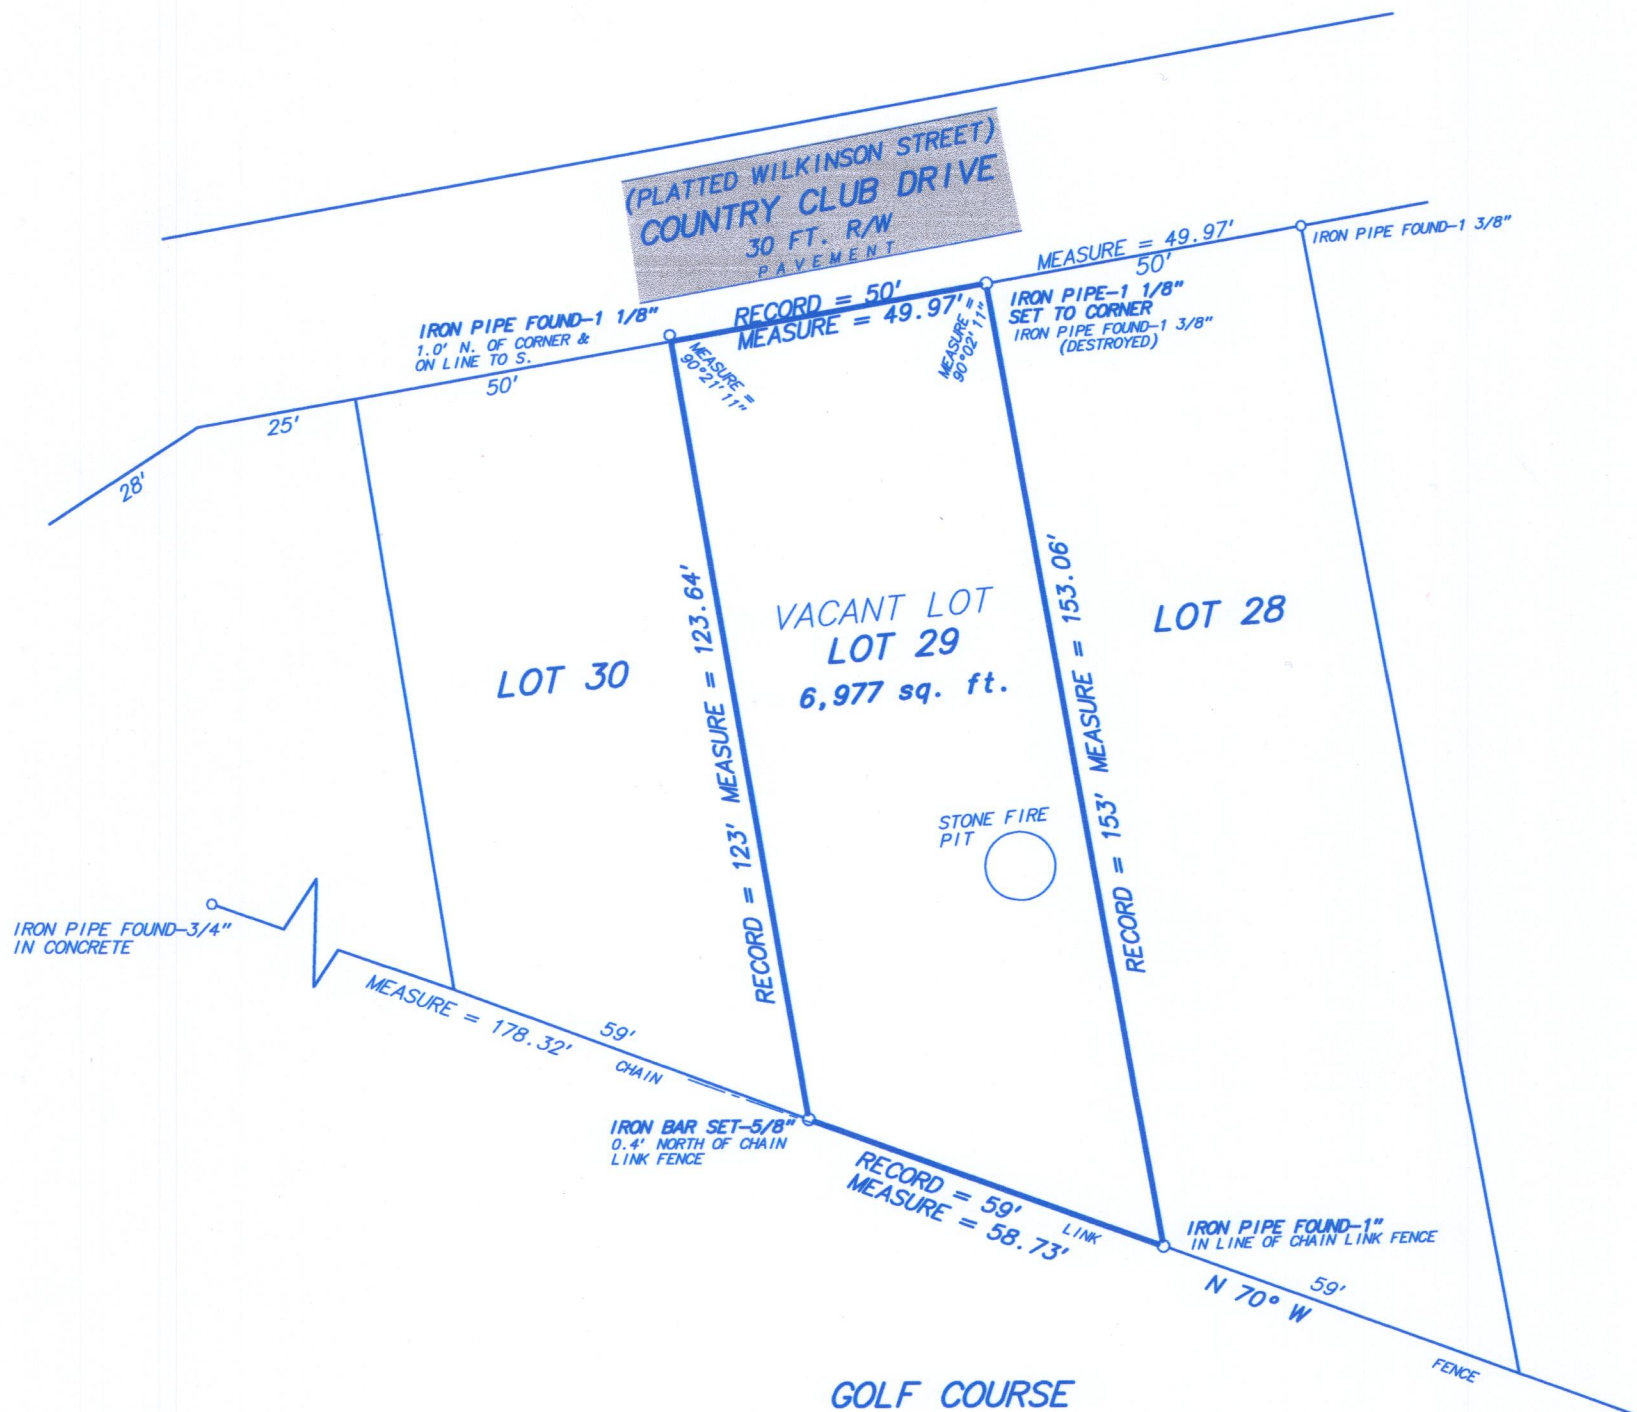 (PLATTED WILKINSON STREET)
COUNTRY CLUB DRIVE
30 FT. R/W
PAVEMENT
MEASURE = 49.97'
50'
IRON PIPE FOUND-1 3/8"
RECORD = 50'
MEASURE = 49.97'
IRON PIPE FOUND-1 1/8"
1.0' N. OF CORNER &
ON LINE TO S.
IRON PIPE-1 1/8"
SET TO CORNER
IRON PIPE FOUND-1 3/8"
(DESTROYED)
MEASURE =
90°21'11"
MEASURE =
90°02'11"
50'
25'
28'
RECORD = 123' MEASURE = 123.64'
VACANT LOT
LOT 29
6,977 sq. ft.
RECORD = 153' MEASURE = 153.06'
LOT 28
LOT 30
STONE FIRE
PIT
IRON PIPE FOUND-3/4"
IN CONCRETE
MEASURE = 178.32'
59'
CHAIN
IRON BAR SET-5/8"
0.4' NORTH OF CHAIN
LINK FENCE
RECORD = 59'
MEASURE = 58.73'
LINK
IRON PIPE FOUND-1"
IN LINE OF CHAIN LINK FENCE
59'
N 70° W
FENCE
GOLF COURSE